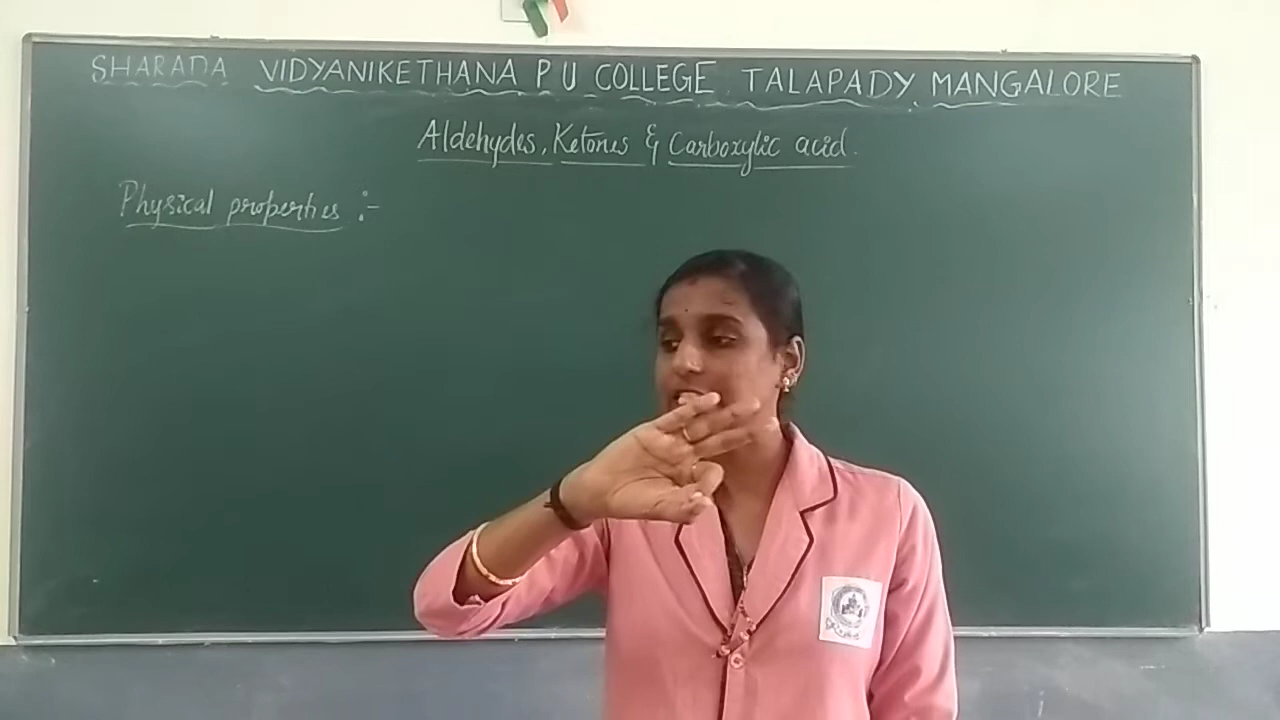 SHARADA VIDYANIKETHANA P U COLLEGE TALAPADY, MANGALORE
Aldehydes, Ketones & Carboxylic acid.
Physical properties :-